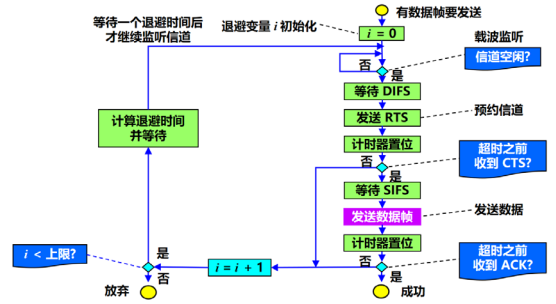 有数据帧要发送
等待一个退避时间后
才继续监听信道
退避变量 i 初始化
i = 0
载波监听
信道空闲?
否
是
等待 DIFS
发送 RTS
预约信道
计算退避时间
并等待
计时器置位
超时之前
收到 CTS?
否
是
等待 SIFS
发送数据帧
发送数据
计时器置位
i < 上限?
是
i = i + 1
否
超时之前
收到 ACK?
否
是
放弃
成功